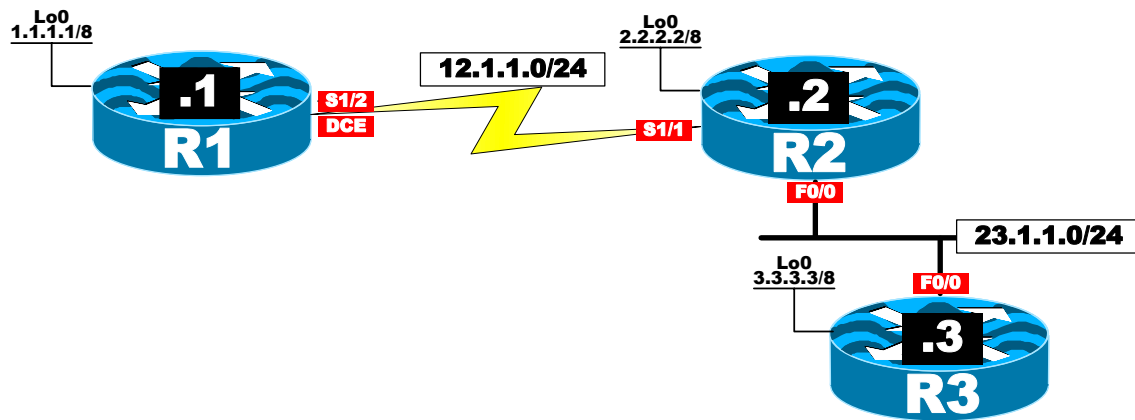 Lo0
1.1.1.1/8
.1
R1
S1/2
DCE
12.1.1.0/24
S1/1
Lo0
2.2.2.2/8
.2
R2
F0/0
23.1.1.0/24
Lo0
3.3.3.3/8
F0/0
.3
R3